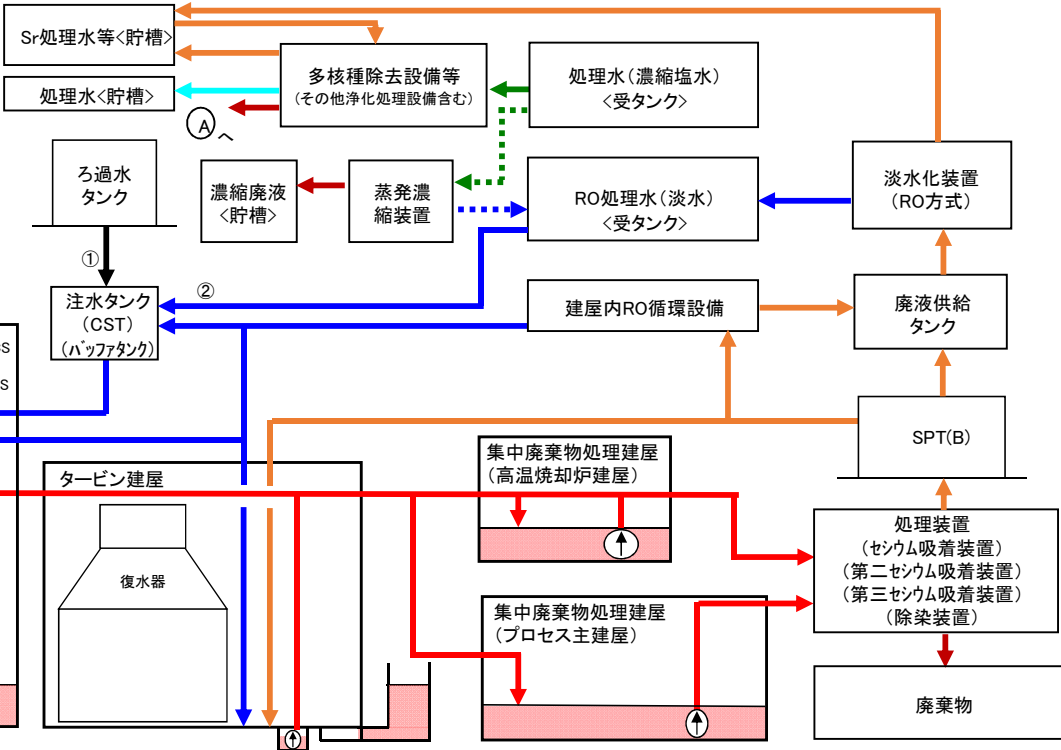 Sr処理水等<貯槽>
処理水<貯槽>
多核種除去設備等
(その他浄化処理設備含む)
Ⓐへ
処理水(濃縮塩水)
<受タンク>
ろ過水
タンク
濃縮廃液
<貯槽>
蒸発濃
縮装置
RO処理水(淡水)
<受タンク>
淡水化装置
(RO方式)
①
②
注水タンク
(CST)
(バッファタンク)
建屋内RO循環設備
廃液供給
タンク
SPT(B)
タービン建屋
復水器
集中廃棄物処理建屋
(高温焼却炉建屋)
集中廃棄物処理建屋
(プロセス主建屋)
処理装置
(セシウム吸着装置)
(第二セシウム吸着装置)
(第三セシウム吸着装置)
(除染装置)
廃棄物